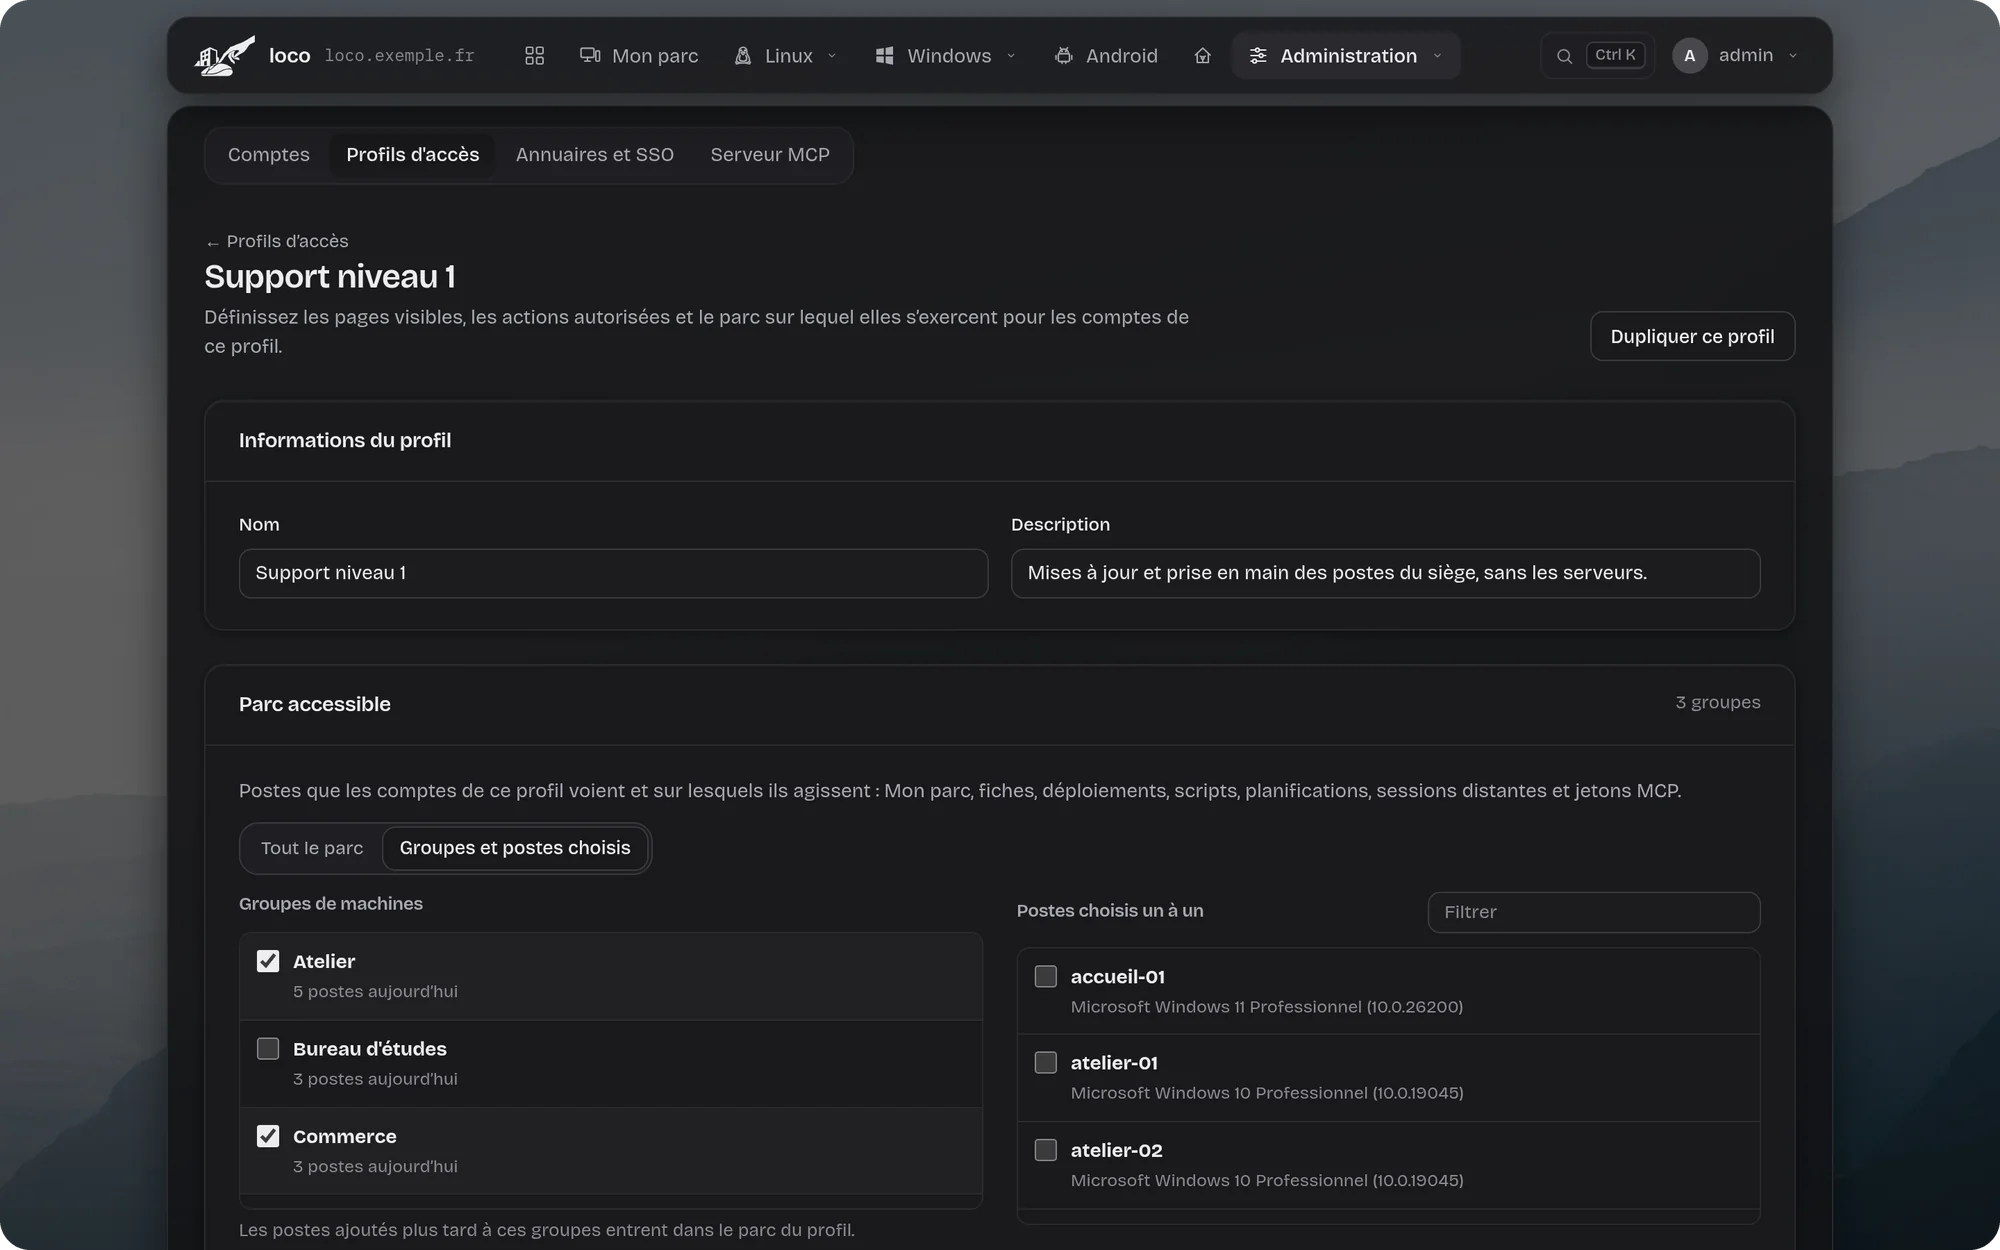 loco loco.exemple.fr Mon parc Linux Windows Android Administration Ctrl K A admin
Comptes Profils d'accès Annuaires et SSO Serveur MCP
← Profils d'accès
Support niveau 1
Définissez les pages visibles, les actions autorisées et le parc sur lequel elles s'exercent pour les comptes de
ce profil.
Dupliquer ce profil
Informations du profil
Nom
Support niveau 1
Description
Mises à jour et prise en main des postes du siège, sans les serveurs.
Parc accessible
3 groupes
Postes que les comptes de ce profil voient et sur lesquels ils agissent : Mon parc, fiches, déploiements, scripts, planifications, sessions distantes et jetons MCP.
Tout le parc Groupes et postes choisis
Groupes de machines
Atelier
5 postes aujourd'hui
Bureau d'études
3 postes aujourd'hui
Commerce
3 postes aujourd'hui
Les postes ajoutés plus tard à ces groupes entrent dans le parc du profil.
Postes choisis un à un
Filtrer
accueil-01
Microsoft Windows 11 Professionnel (10.0.26200)
atelier-01
Microsoft Windows 10 Professionnel (10.0.19045)
atelier-02
Microsoft Windows 10 Professionnel (10.0.19045)